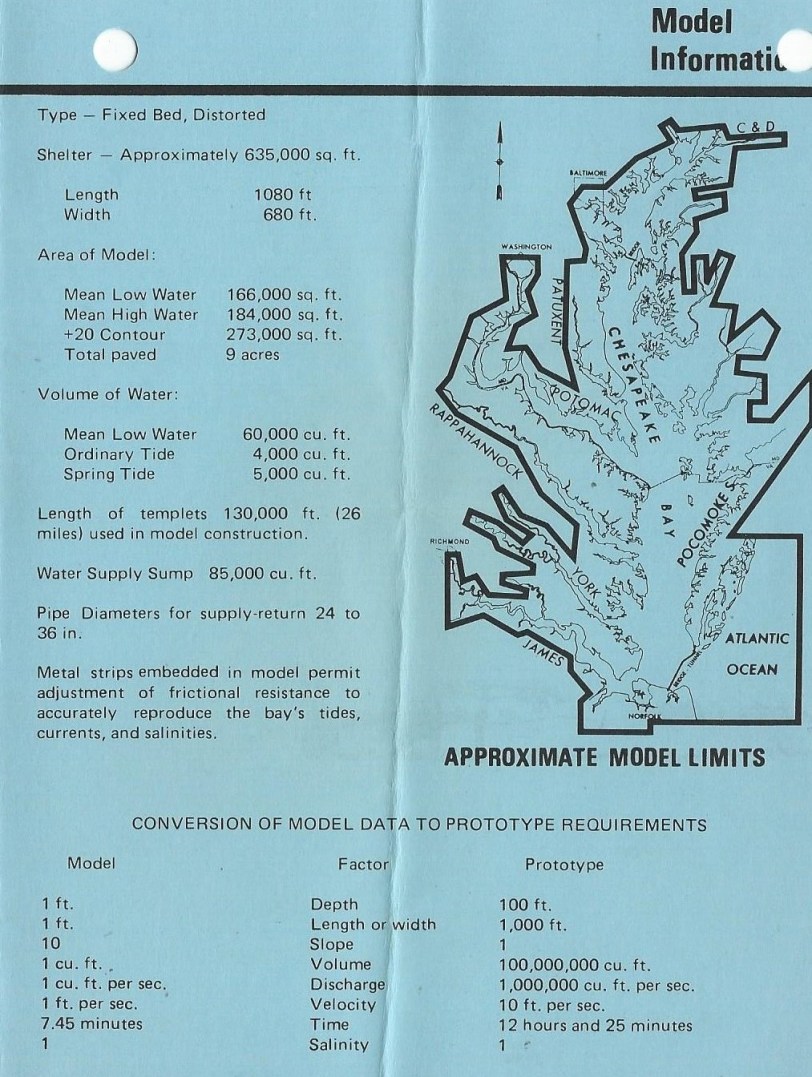 Model
Informatio
Type — Fixed Bed, Distorted
Shelter — Approximately 635,000 sq. ft.
Length 1080 ft
Width 680 ft.
Area of Model:
Mean Low Water 166,000 sq. ft.
Mean High Water 184,000 sq. ft.
+20 Contour 273,000 sq. ft.
Total paved 9 acres
Volume of Water:
Mean Low Water 60,000 cu. ft.
Ordinary Tide 4,000 cu. ft.
Spring Tide 5,000 cu. ft.
Length of templets 130,000 ft. (26
miles) used in model construction.
Water Supply Sump 85,000 cu. ft.
Pipe Diameters for supply-return 24 to
36 in.
Metal strips embedded in model permit
adjustment of frictional resistance to
accurately reproduce the bay's tides,
currents, and salinities.
C & D
BALTIMORE
WASHINGTON
PATUXENT
CHESAPEAKE
POTOMAC
RAPPAHANNOCK
BAY
POCOMOKE S.
RICHMOND
YORK
JAMES
ATLANTIC
OCEAN
BRIDGE - TUNNEL
NORFOLK
APPROXIMATE MODEL LIMITS
CONVERSION OF MODEL DATA TO PROTOTYPE REQUIREMENTS
Model Factor Prototype
1 ft. Depth 100 ft.
1 ft. Length or width 1,000 ft.
10 Slope 1
1 cu. ft. Volume 100,000,000 cu. ft.
1 cu. ft. per sec. Discharge 1,000,000 cu. ft. per sec.
1 ft. per sec. Velocity 10 ft. per sec.
7.45 minutes Time 12 hours and 25 minutes
1 Salinity 1